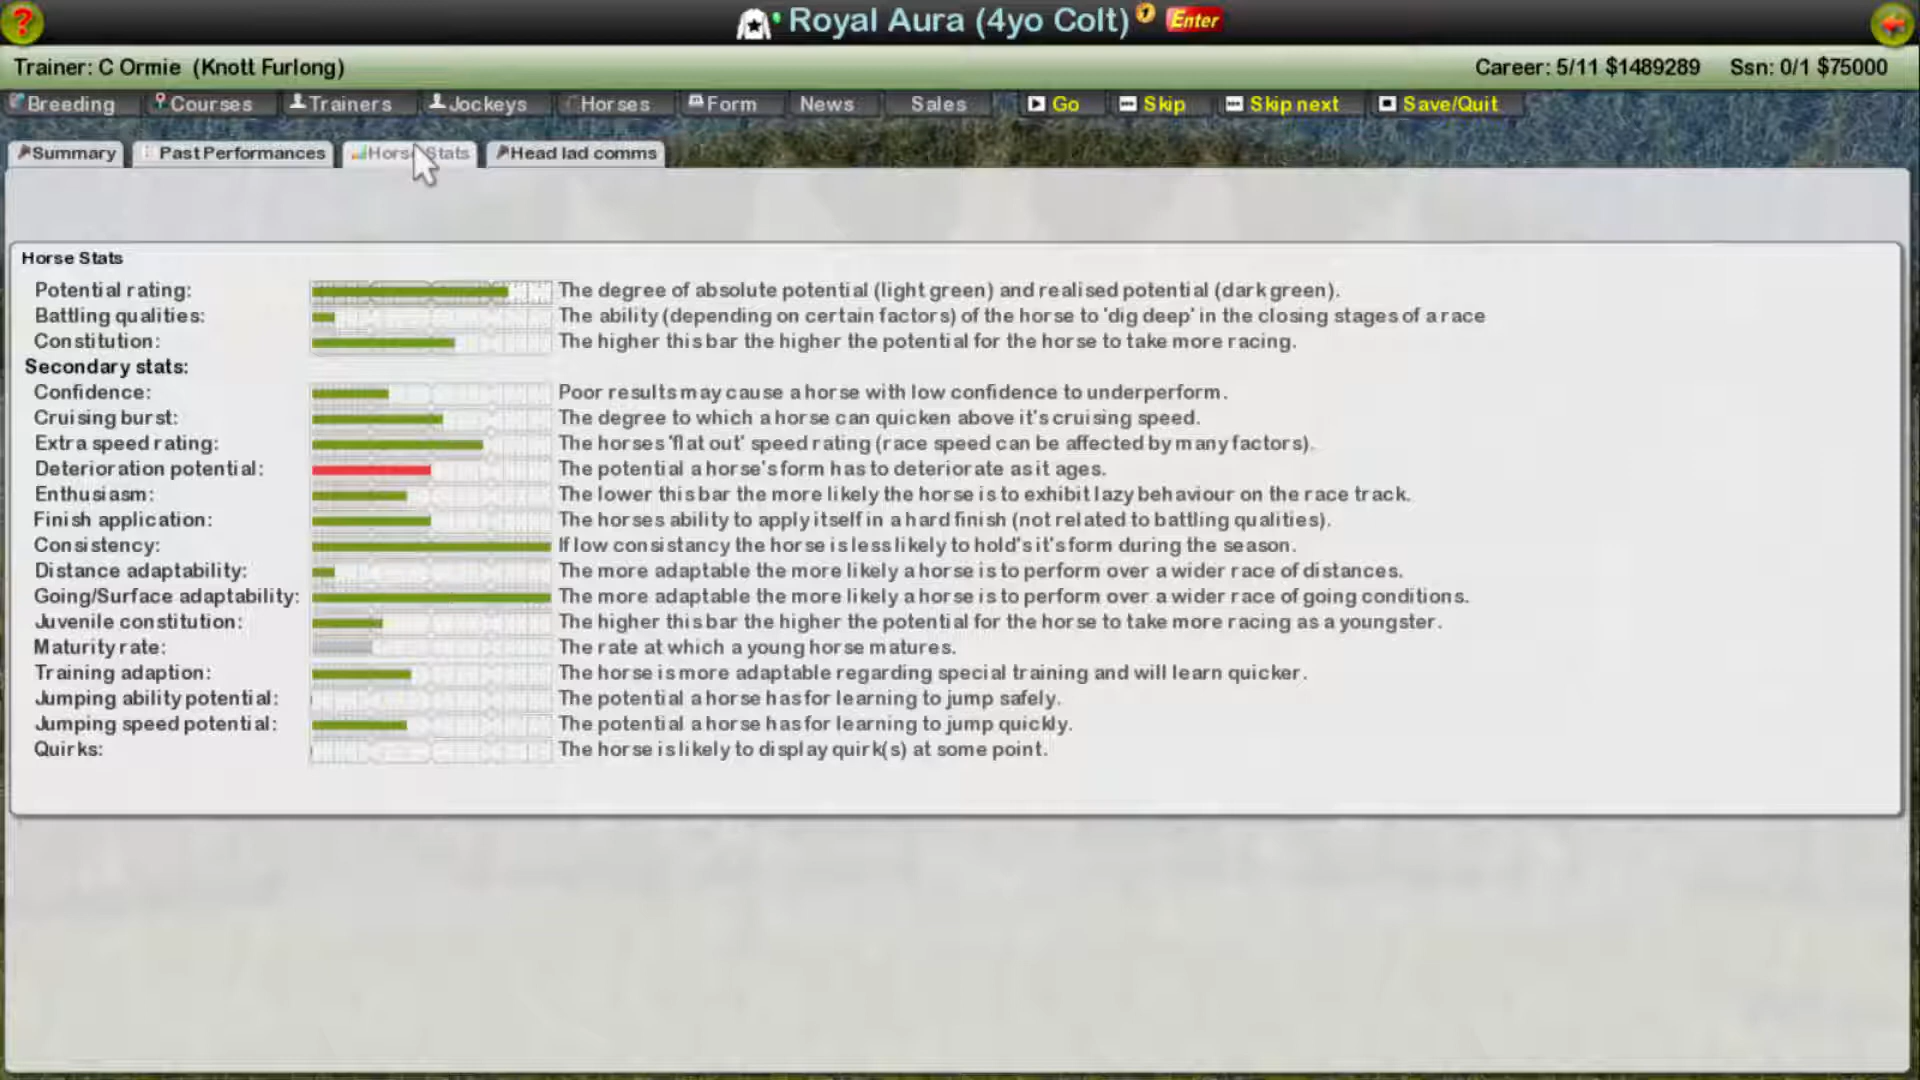 Royal Aura (4yo Colt) Enter
Trainer: C Ormie (Knott Furlong) Career: 5/11 $1489289 Ssn: 0/1 $75000
Breeding Courses Trainers Jockeys Horses Form News Sales Go Skip Skip next Save/Quit
Summary Past Performances Horse Stats Head lad comms
Horse Stats
Potential rating: The degree of absolute potential (light green) and realised potential (dark green).
Battling qualities: The ability (depending on certain factors) of the horse to 'dig deep' in the closing stages of a race
Constitution: The higher this bar the higher the potential for the horse to take more racing.
Secondary stats:
Confidence: Poor results may cause a horse with low confidence to underperform.
Cruising burst: The degree to which a horse can quicken above it's cruising speed.
Extra speed rating: The horses 'flat out' speed rating (race speed can be affected by many factors).
Deterioration potential: The potential a horse's form has to deteriorate as it ages.
Enthusiasm: The lower this bar the more likely the horse is to exhibit lazy behaviour on the race track.
Finish application: The horses ability to apply itself in a hard finish (not related to battling qualities).
Consistency: If low consistancy the horse is less likely to hold's it's form during the season.
Distance adaptability: The more adaptable the more likely a horse is to perform over a wider race of distances.
Going/Surface adaptability: The more adaptable the more likely a horse is to perform over a wider race of going conditions.
Juvenile constitution: The higher this bar the higher the potential for the horse to take more racing as a youngster.
Maturity rate: The rate at which a young horse matures.
Training adaption: The horse is more adaptable regarding special training and will learn quicker.
Jumping ability potential: The potential a horse has for learning to jump safely.
Jumping speed potential: The potential a horse has for learning to jump quickly.
Quirks: The horse is likely to display quirk(s) at some point.